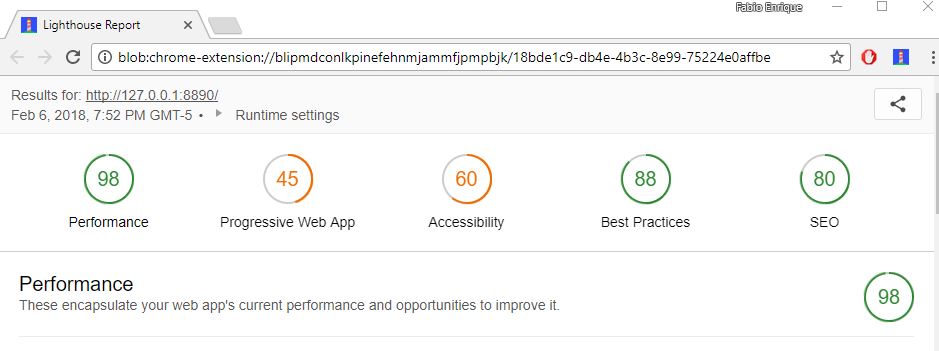 Fabio Enrique
Lighthouse Report
blob:chrome-extension://blipmdconlkpinefehnmjammfjpmpbjk/18bde1c9-db4e-4b3c-8e99-75224e0affbe
Results for: http://127.0.0.1:8890/
Feb 6, 2018, 7:52 PM GMT-5 • Runtime settings
98 45 60 88 80
Performance Progressive Web App Accessibility Best Practices SEO
Performance
These encapsulate your web app's current performance and opportunities to improve it.
98